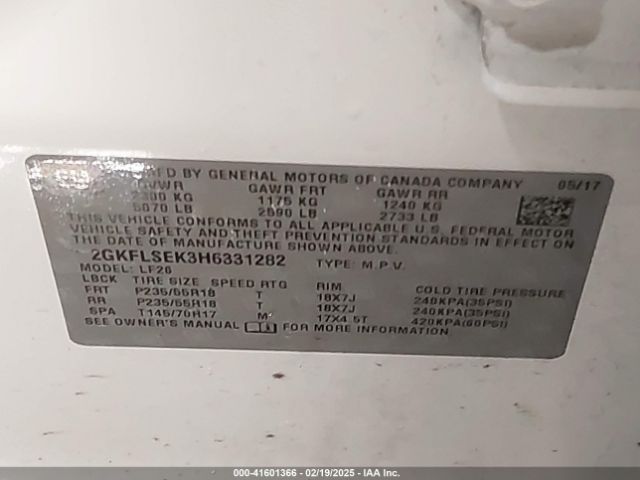 BY GENERAL MOTORS OF CANADA COMPANY 05/17
GVWR GAWR FRT GAWR RR
2300 KG 1175 KG 1240 KG
5070 LB 2590 LB 2733 LB
THIS VEHICLE CONFORMS TO ALL APPLICABLE U.S. FEDERAL MOTOR
VEHICLE SAFETY AND THEFT PREVENTION STANDARDS IN EFFECT ON
THE DATE OF MANUFACTURE SHOWN ABOVE.
2GKFLSEK3H6331282 TYPE: M.P.V.
MODEL: LF26
LBCK TIRE SIZE SPEED RTG RIM COLD TIRE PRESSURE
FRT P235/55R18 T 18X7J 240KPA(35PSI)
RR P235/55R18 T 18X7J 240KPA(35PSI)
SPA T145/70R17 M 17X4.5T 420KPA(60PSI)
SEE OWNER'S MANUAL FOR MORE INFORMATION
000-41601366 - 02/19/2025 - IAA Inc.